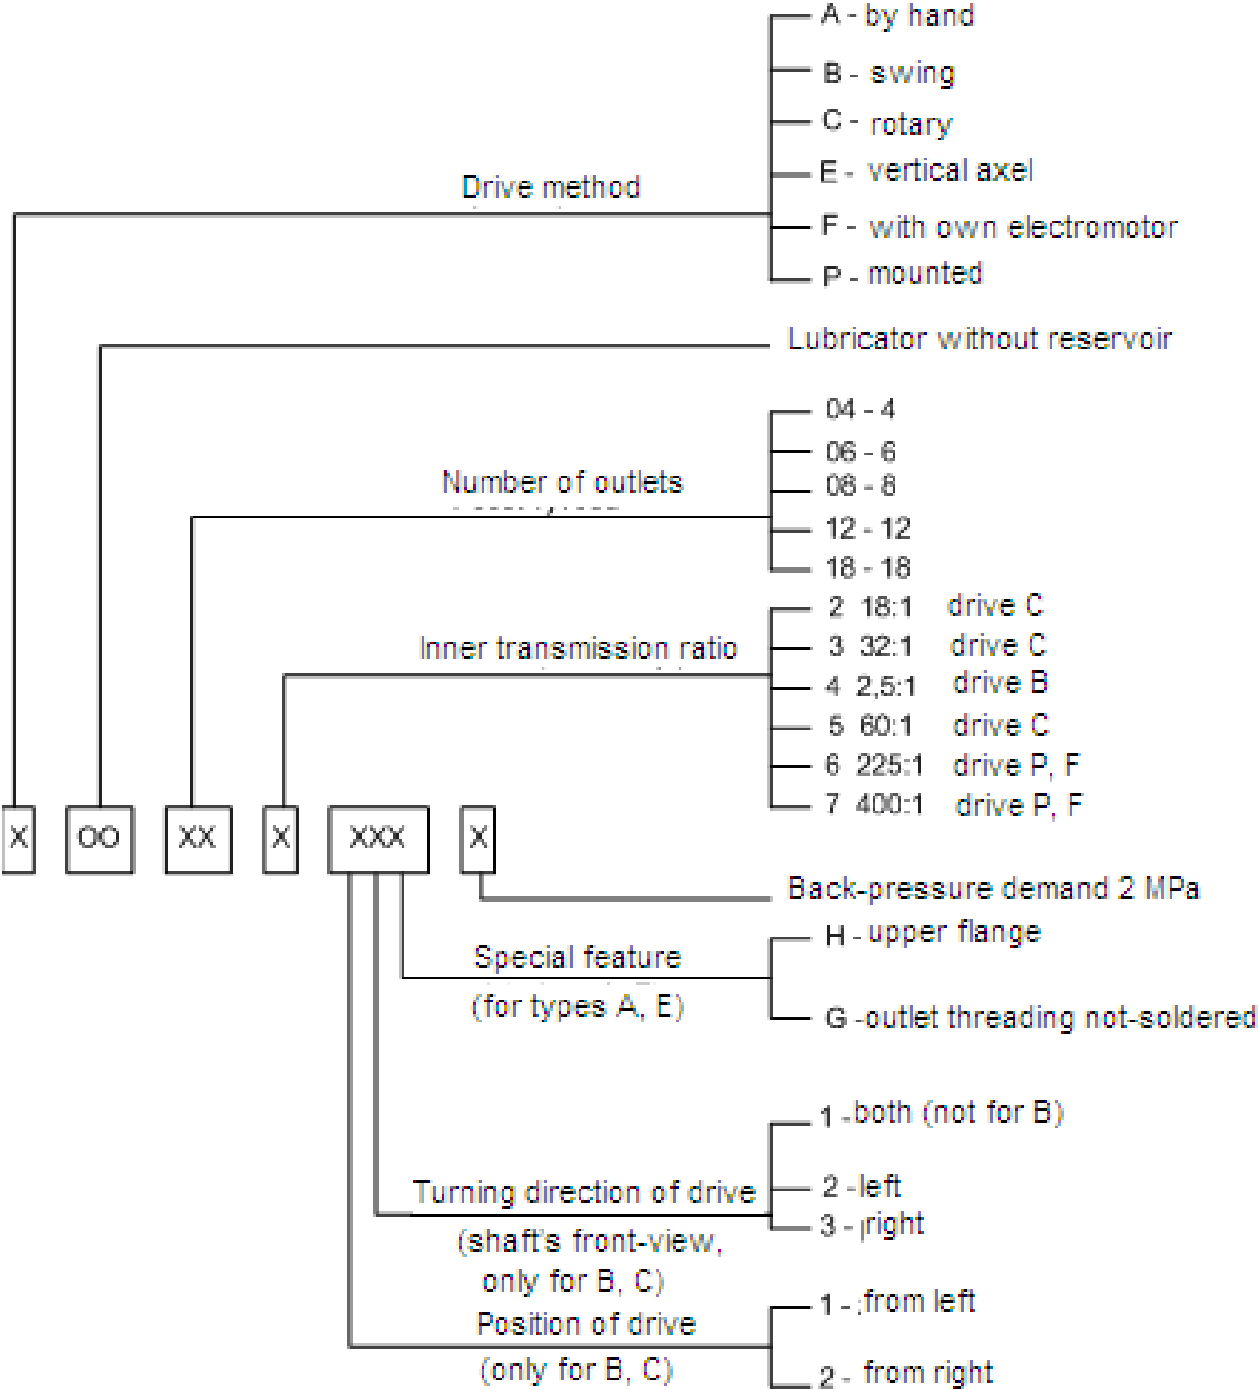 A - by hand
B - swing
C - rotary
E - vertical axel
Drive method
F - with own electromotor
P - mounted
Lubricator without reservoir
04 - 4
06 - 6
Number of outlets
08 - 8
12 - 12
18 - 18
2 18:1 drive C
Inner transmission ratio
3 32:1 drive C
4 2,5:1 drive B
5 60:1 drive C
6 225:1 drive P, F
7 400:1 drive P, F
X OO XX X XXX X
Back-pressure demand 2 MPa
H - upper flange
Special feature
(for types A, E)
G -outlet threading not-soldered
1 -both (not for B)
Turning direction of drive
2 -left
3 - right
(shaft's front-view,
only for B, C)
1 - from left
Position of drive
(only for B, C)
2 - from right